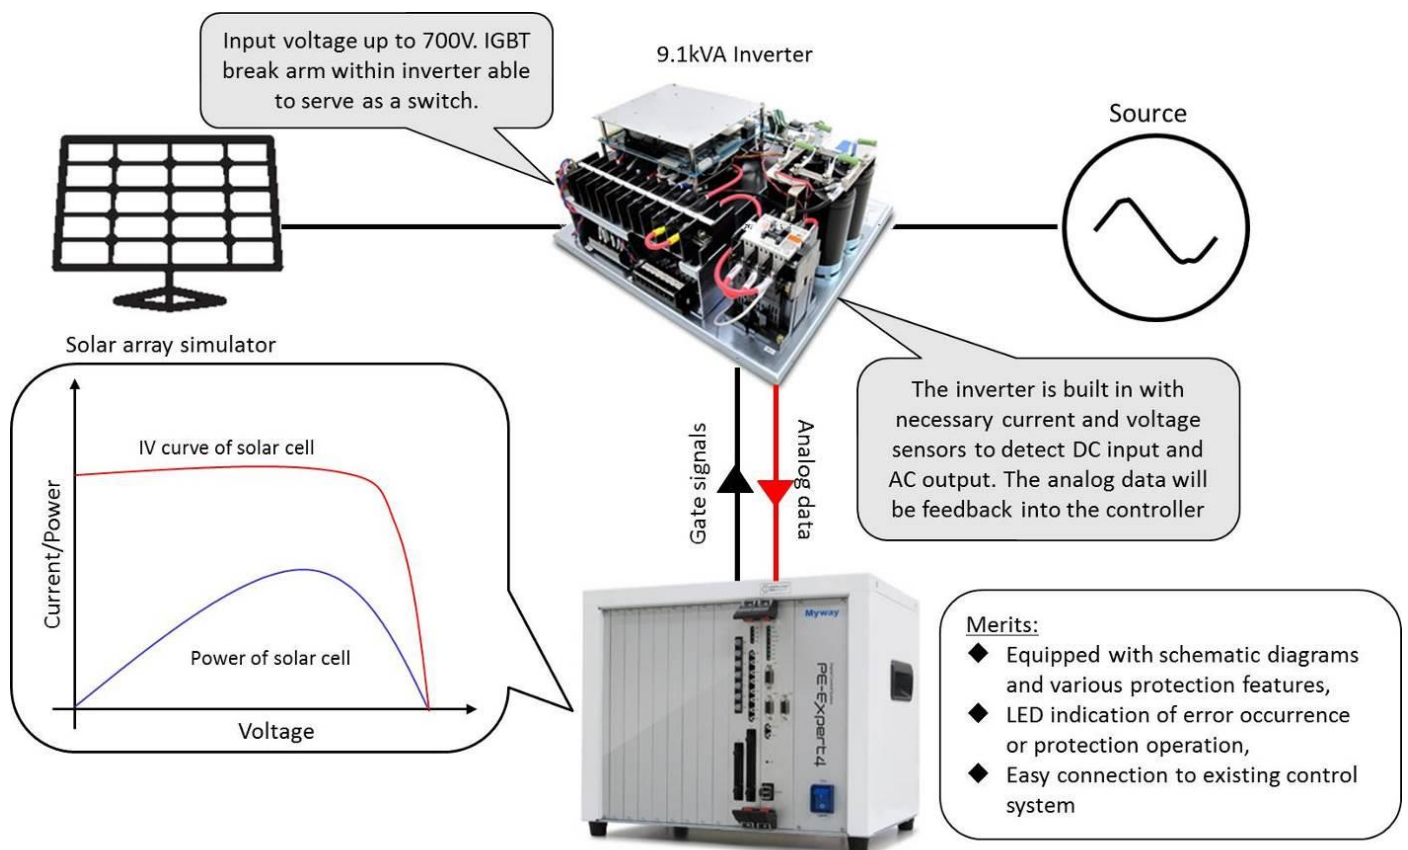 Input voltage up to 700V. IGBT
break arm within inverter able
to serve as a switch.
9.1kVA Inverter
Source
Solar array simulator
The inverter is built in with
necessary current and voltage
sensors to detect DC input and
AC output. The analog data will
be feedback into the controller
Gate signals
Analog data
IV curve of solar cell
Current/Power
Power of solar cell
Voltage
Myway
PE-Expert4
Merits:
◆ Equipped with schematic diagrams
and various protection features,
◆ LED indication of error occurrence
or protection operation,
◆ Easy connection to existing control
system